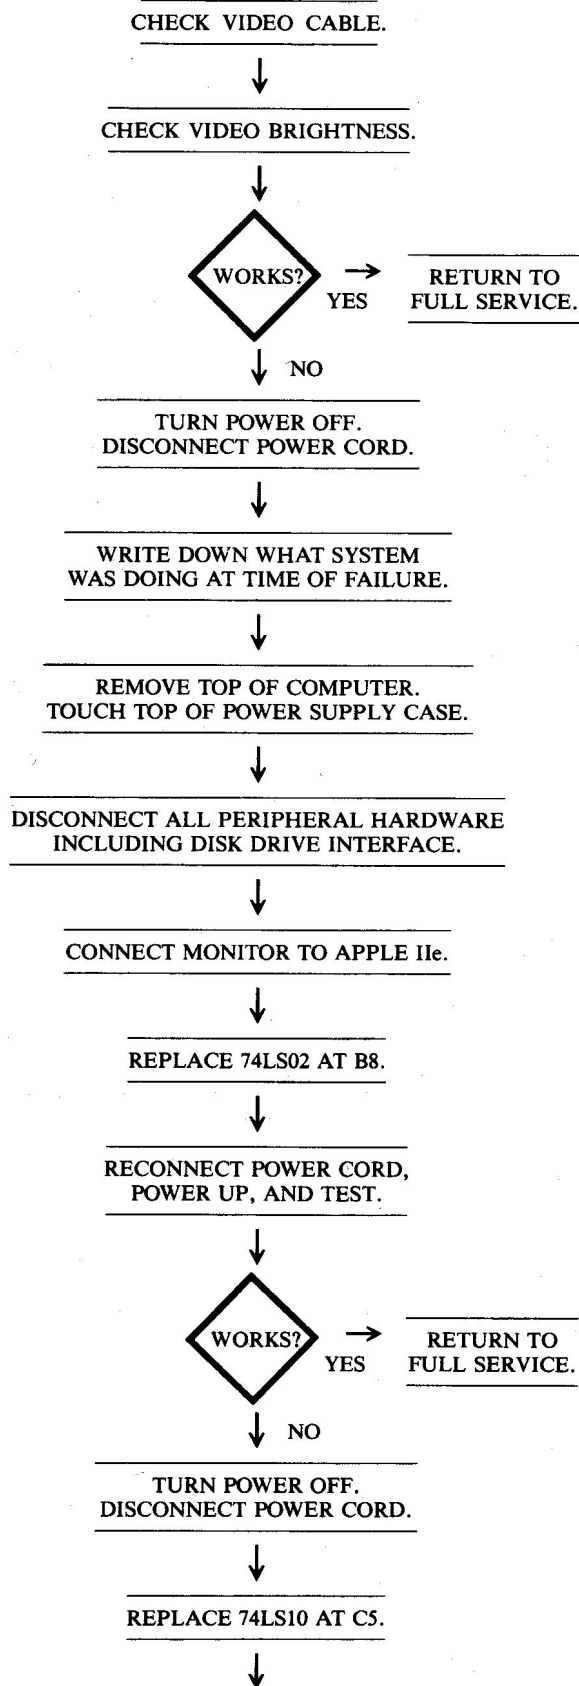 CHECK VIDEO CABLE.
CHECK VIDEO BRIGHTNESS.
WORKS?
YES
RETURN TO
FULL SERVICE.
NO
TURN POWER OFF.
DISCONNECT POWER CORD.
WRITE DOWN WHAT SYSTEM
WAS DOING AT TIME OF FAILURE.
REMOVE TOP OF COMPUTER.
TOUCH TOP OF POWER SUPPLY CASE.
DISCONNECT ALL PERIPHERAL HARDWARE
INCLUDING DISK DRIVE INTERFACE.
CONNECT MONITOR TO APPLE IIe.
REPLACE 74LS02 AT B8.
RECONNECT POWER CORD,
POWER UP, AND TEST.
WORKS?
YES
RETURN TO
FULL SERVICE.
NO
TURN POWER OFF.
DISCONNECT POWER CORD.
REPLACE 74LS10 AT C5.